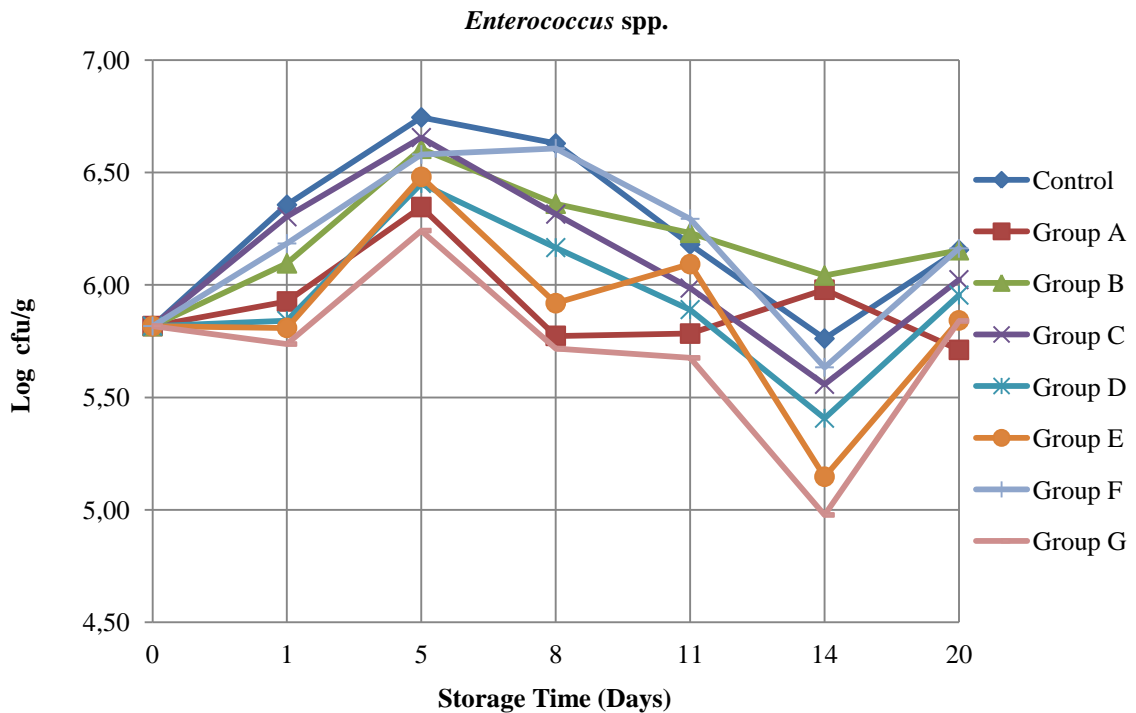 Enterococcus spp.
7,00
6,50
6,00
5,50
5,00
4,50
Log cfu/g
0 1 5 8 11 14 20
Storage Time (Days)
Control
Group A
Group B
Group C
Group D
Group E
Group F
Group G